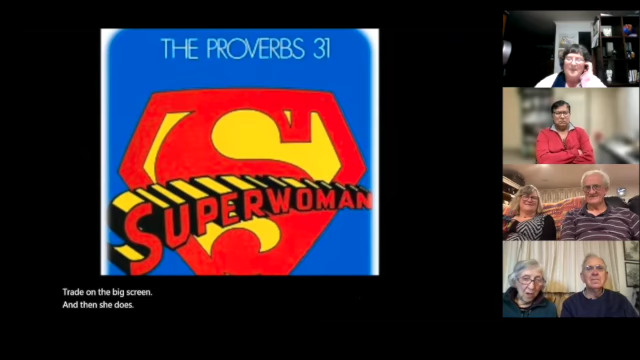 THE PROVERBS 31
SUPERWOMAN
Trade on the big screen.
And then she does.